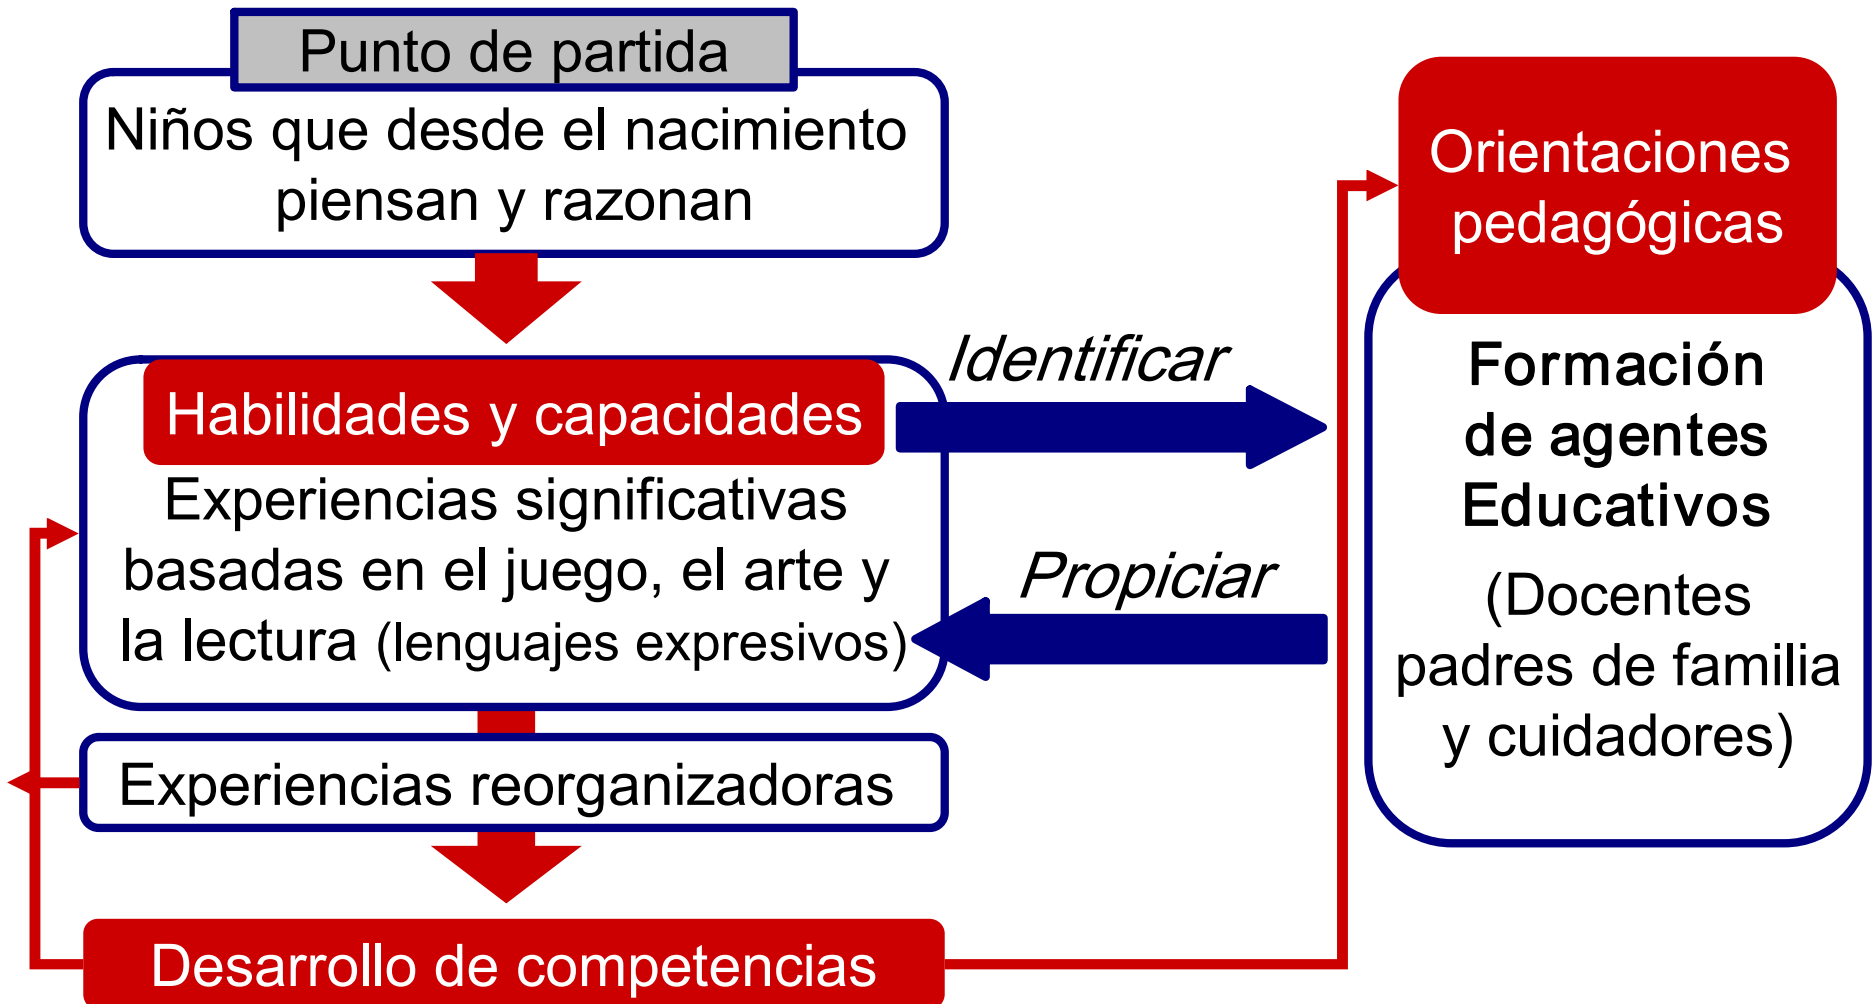 Punto de partida
Niños que desde el nacimiento
piensan y razonan
Habilidades y capacidades
Experiencias significativas
basadas en el juego, el arte y
la lectura (lenguajes expresivos)
Experiencias reorganizadoras
Desarrollo de competencias
Identificar
Propiciar
Orientaciones
pedagógicas
Formación
de agentes
Educativos
(Docentes
padres de familia
y cuidadores)